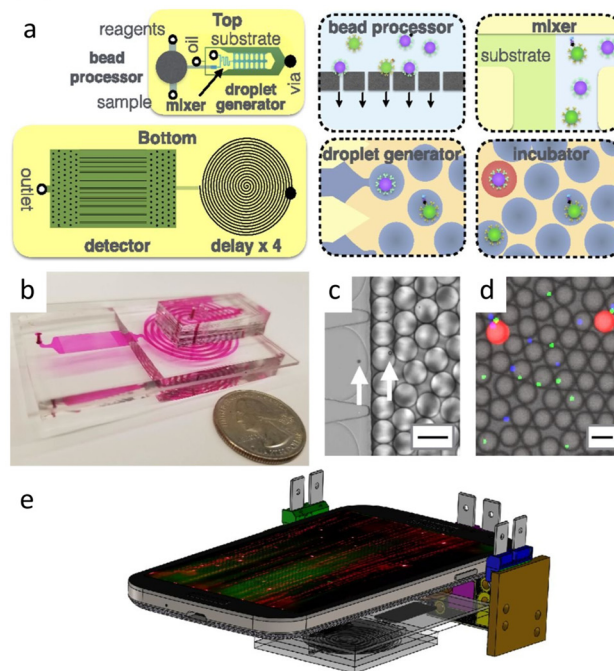 a
reagents
bead
processor
sample
oil
Top
substrate
mixer
droplet
generator
via
Bottom
outlet
detector
delay x 4
bead processor
mixer
substrate
droplet generator
incubator
b
c
d
e